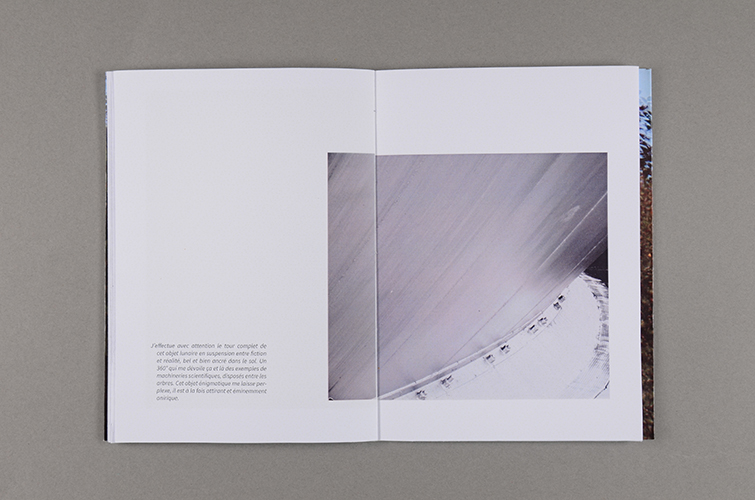 J'effectue avec attention le tour complet de
cet objet lunaire en suspension entre fiction
et réalité, bel et bien ancré dans le sol. Un
360° qui me dévoile ça et là des exemples de
machineries scientifiques, disposés entre les
arbres. Cet objet énigmatique me laisse per-
plexe, il est à la fois attirant et éminemment
onirique.